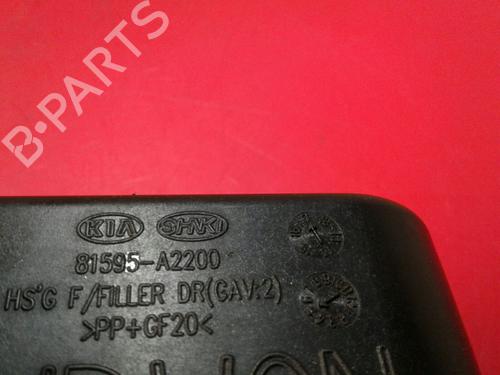 B-PARTS
KIA SHNKI
81595-A2200
HS'G F/FILLER DR(CAV:2)
>PP+GF20<